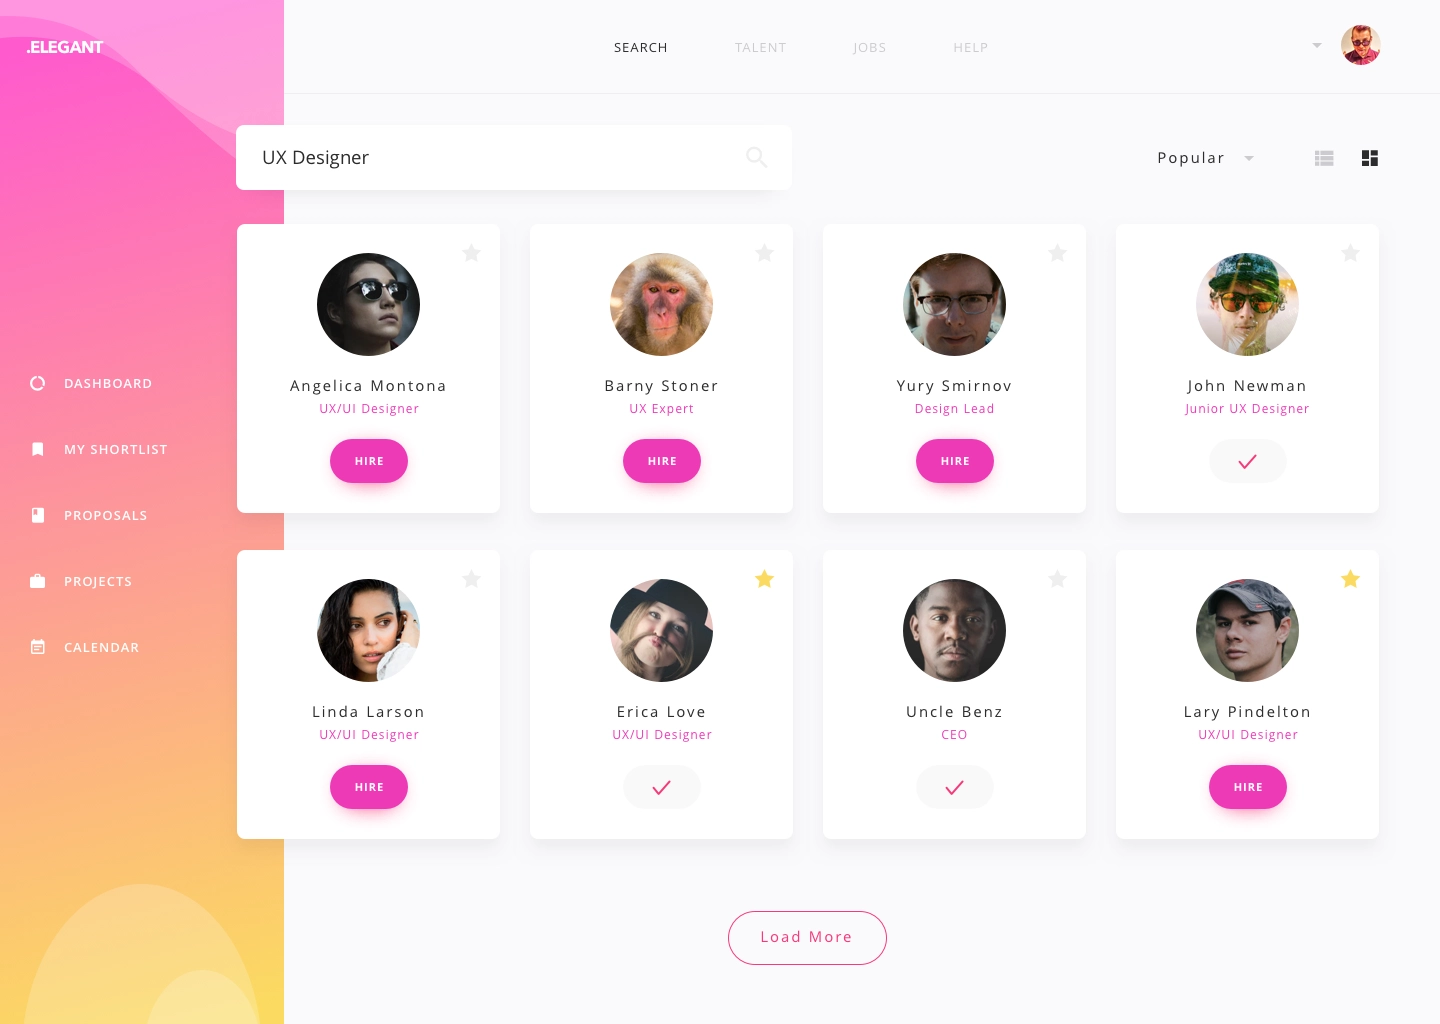 .ELEGANT
SEARCH
TALENT
JOBS
HELP
UX Designer
Popular
DASHBOARD
MY SHORTLIST
PROPOSALS
PROJECTS
CALENDAR
Angelica Montona
UX/UI Designer
HIRE
Barny Stoner
UX Expert
HIRE
Yury Smirnov
Design Lead
HIRE
John Newman
Junior UX Designer
Linda Larson
UX/UI Designer
HIRE
Erica Love
UX/UI Designer
Uncle Benz
CEO
Lary Pindelton
UX/UI Designer
HIRE
Load More